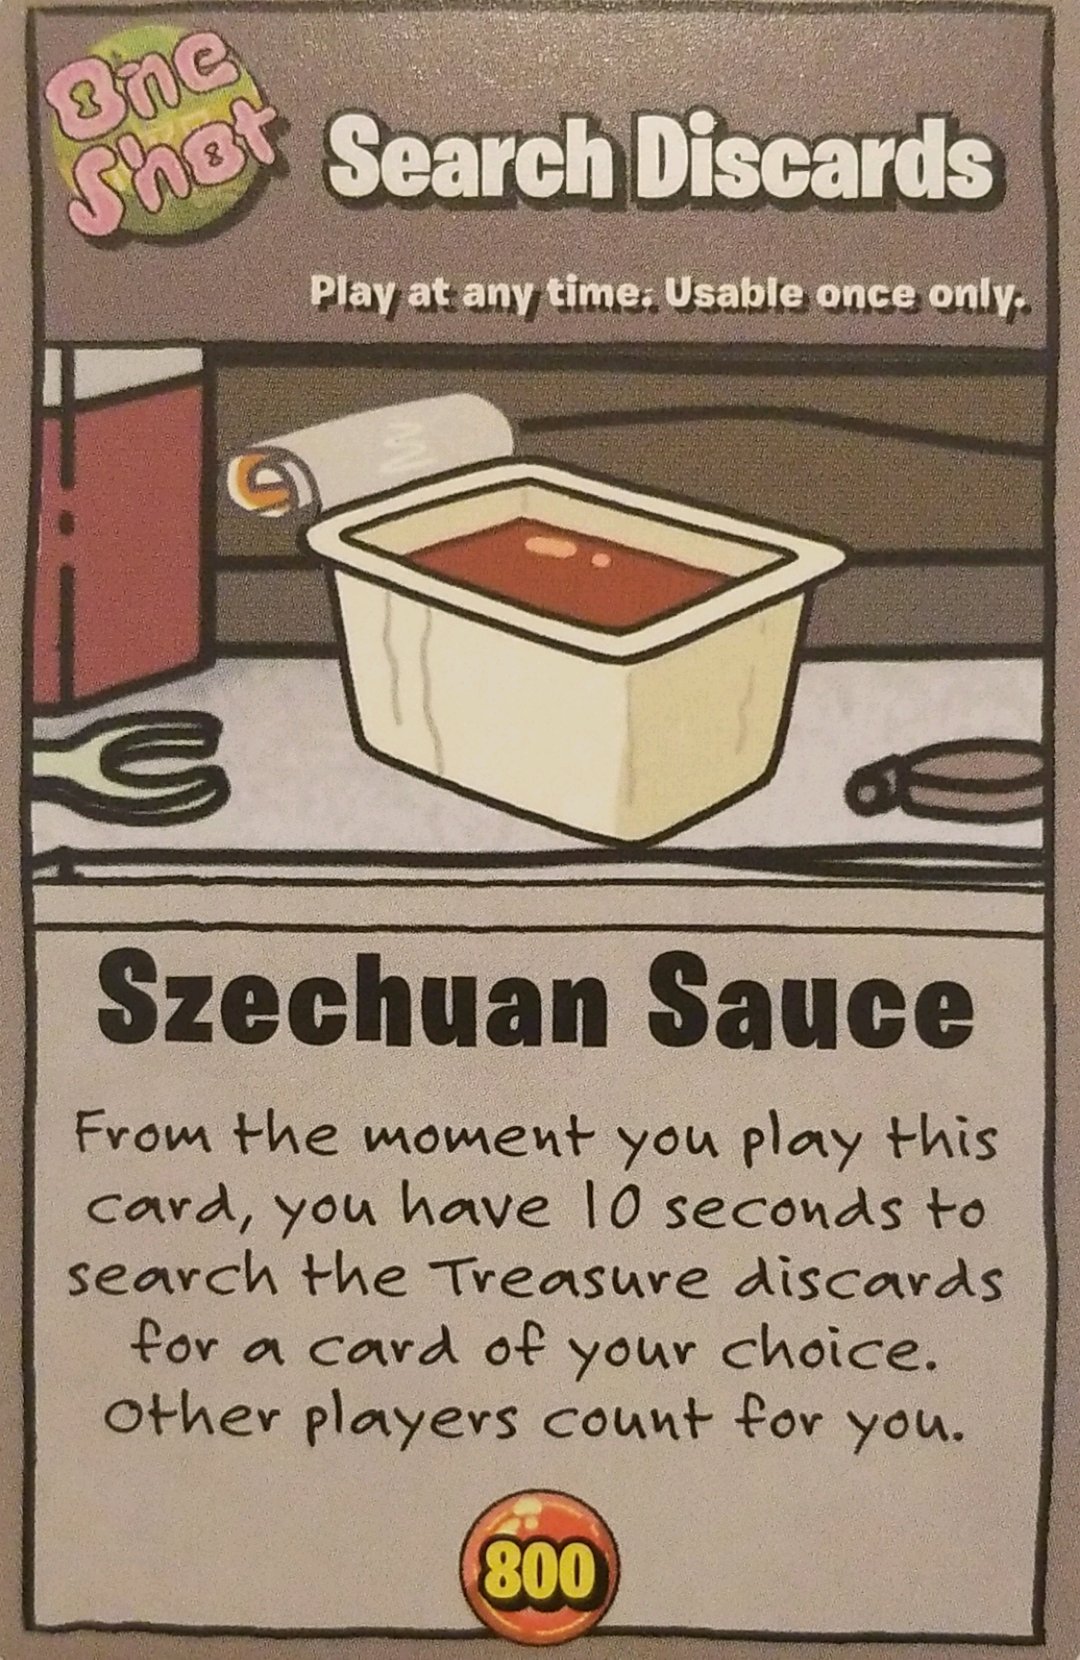 One
Shot
Search Discards
Play at any time. Usable once only.
Szechuan Sauce
From the moment you play this
card, you have 10 seconds to
search the Treasure discards
for a card of your choice.
Other players count for you.
800